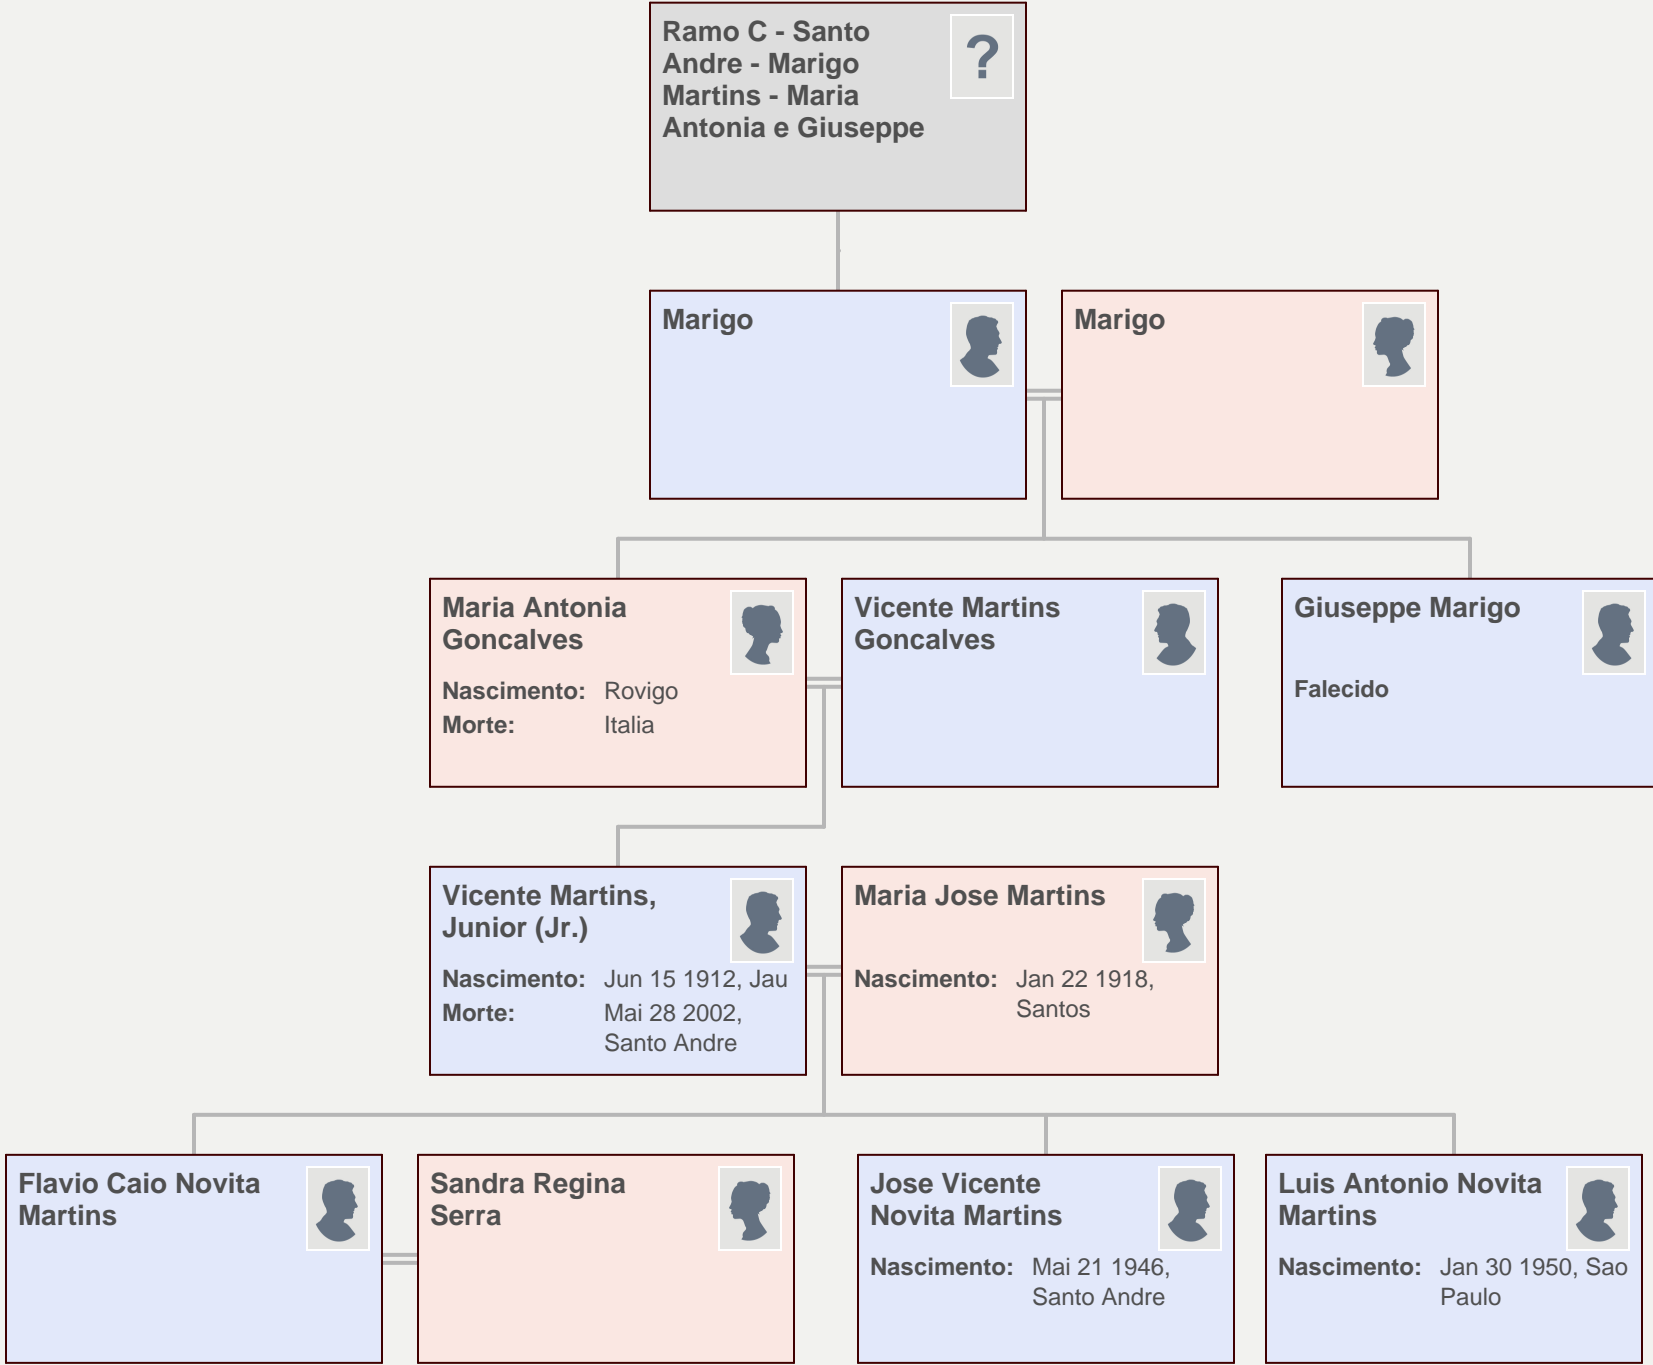 Ramo C - Santo
Andre - Marigo
Martins - Maria
Antonia e Giuseppe
?
Marigo
Marigo
Maria Antonia
Goncalves
Nascimento: Rovigo
Morte: Italia
Vicente Martins
Goncalves
Giuseppe Marigo
Falecido
Vicente Martins,
Junior (Jr.)
Nascimento: Jun 15 1912, Jau
Morte: Mai 28 2002,
Santo Andre
Maria Jose Martins
Nascimento: Jan 22 1918,
Santos
Flavio Caio Novita
Martins
Sandra Regina
Serra
Jose Vicente
Novita Martins
Nascimento: Mai 21 1946,
Santo Andre
Luis Antonio Novita
Martins
Nascimento: Jan 30 1950, Sao
Paulo